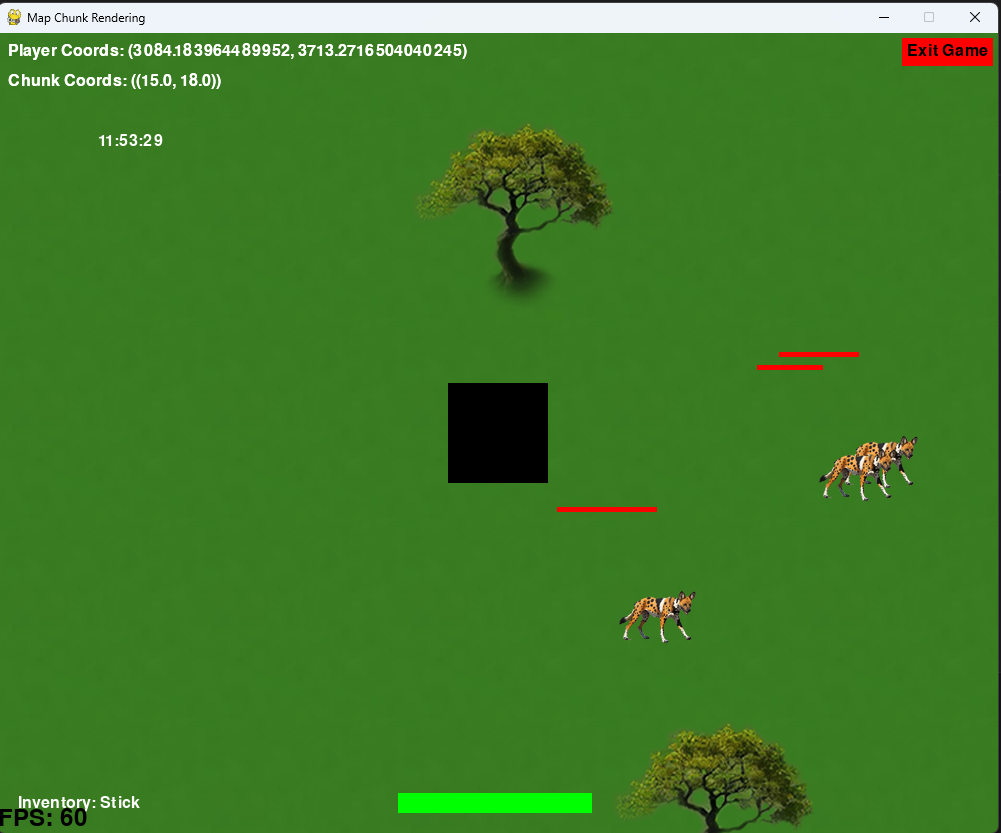 Map Chunk Rendering
Player Coords: (3084.183964489952, 3713.2716504040245)
Exit Game
Chunk Coords: ((15.0, 18.0))
11:53:29
Inventory: Stick
FPS: 60